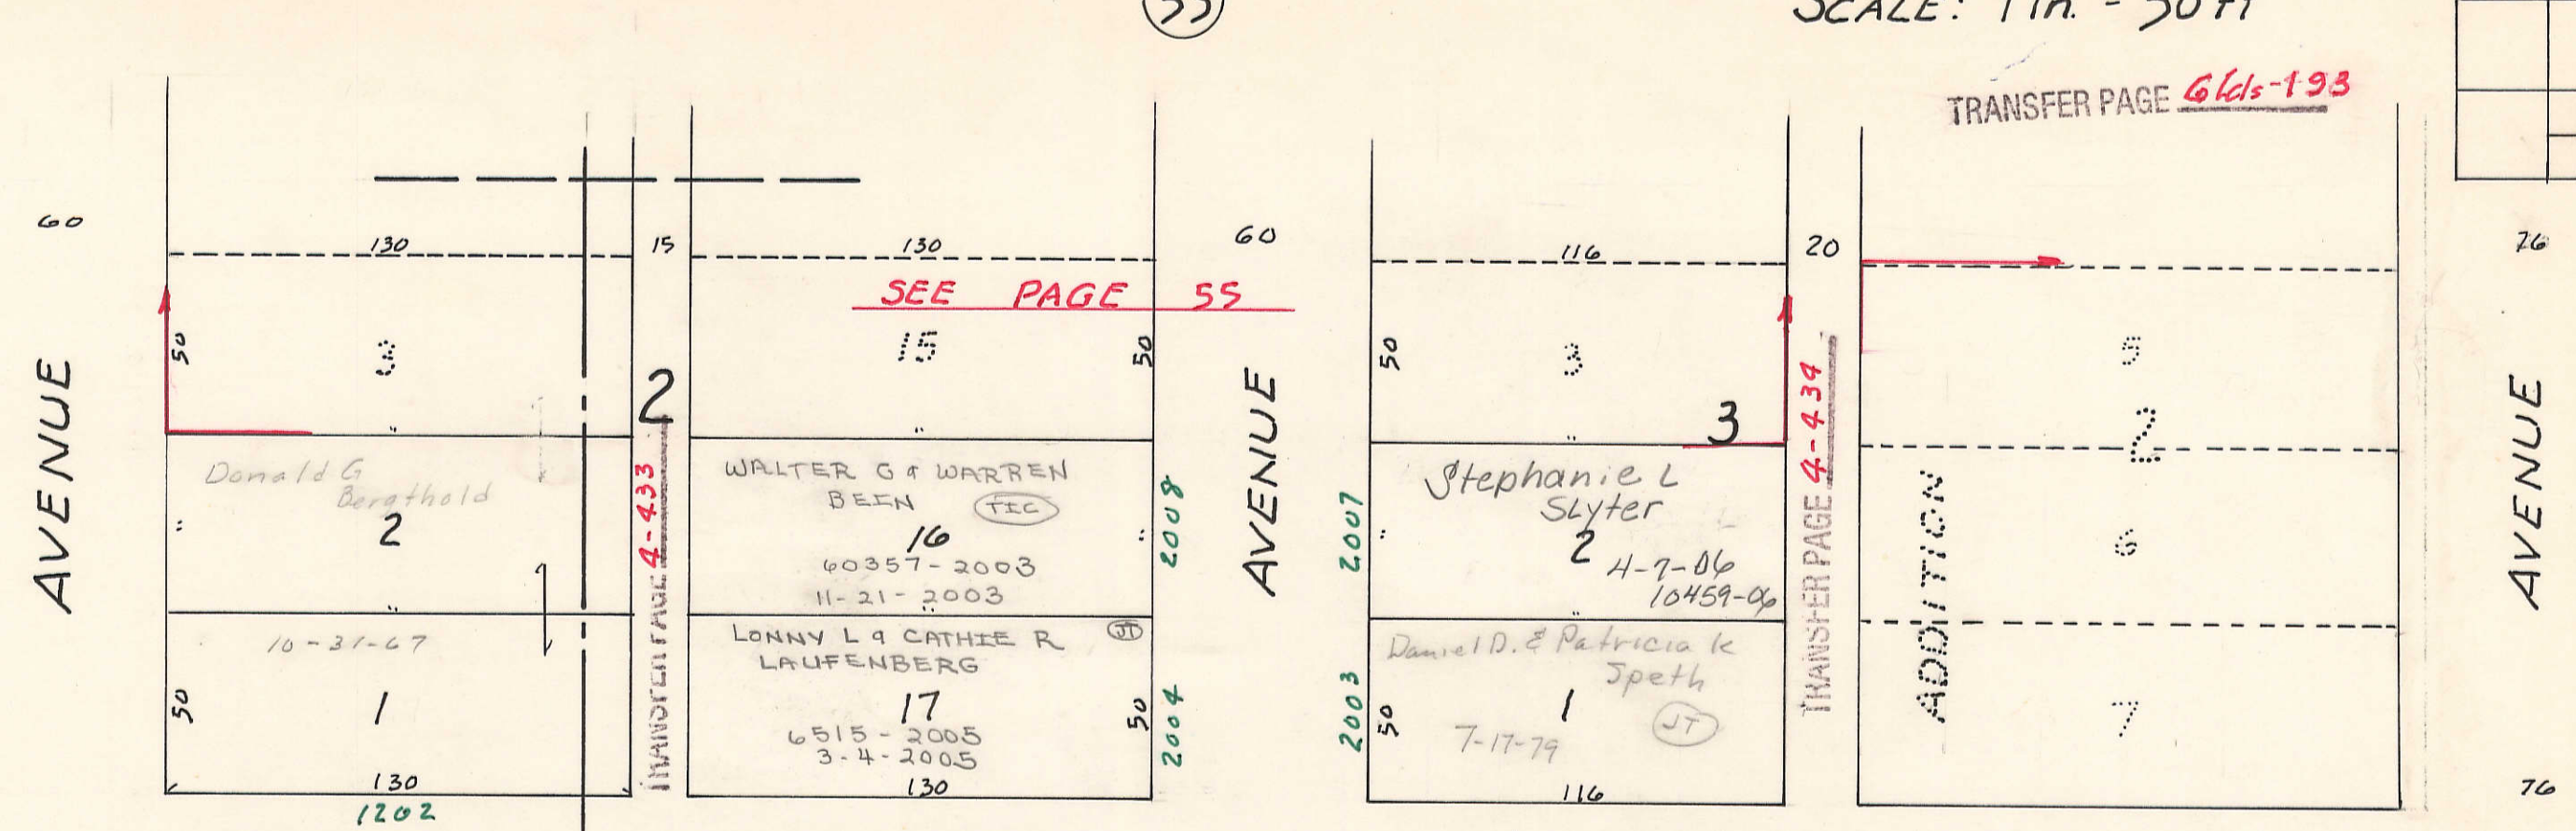 SCALE: 1 in. - 50 ft
TRANSFER PAGE 6lds-193
60
130
15
130
60
116
20
76
SEE PAGE 55
AVENUE
50
3
2
15
50
AVENUE
50
3
3
5
2
AVENUE
"
"
"
Donald G
Bergthold
2
"
4-433
TRANSFER PAGE
WALTER G & WARREN
BEEN TIC
16
60357-2003
11-21-2003
"
"
2008
2007
"
Stephanie L
Slyter
2
4-7-06
10459-06
TRANSFER PAGE 4-434
ADDITION
6
"
"
10-31-67
1
50
130
1202
LONNY L & CATHIE R JT
LAUFENBERG
17
6515-2005
3-4-2005
130
50
2004
2003
50
Daniel D. & Patricia K
Speth
1
JT
7-17-79
116
7
76